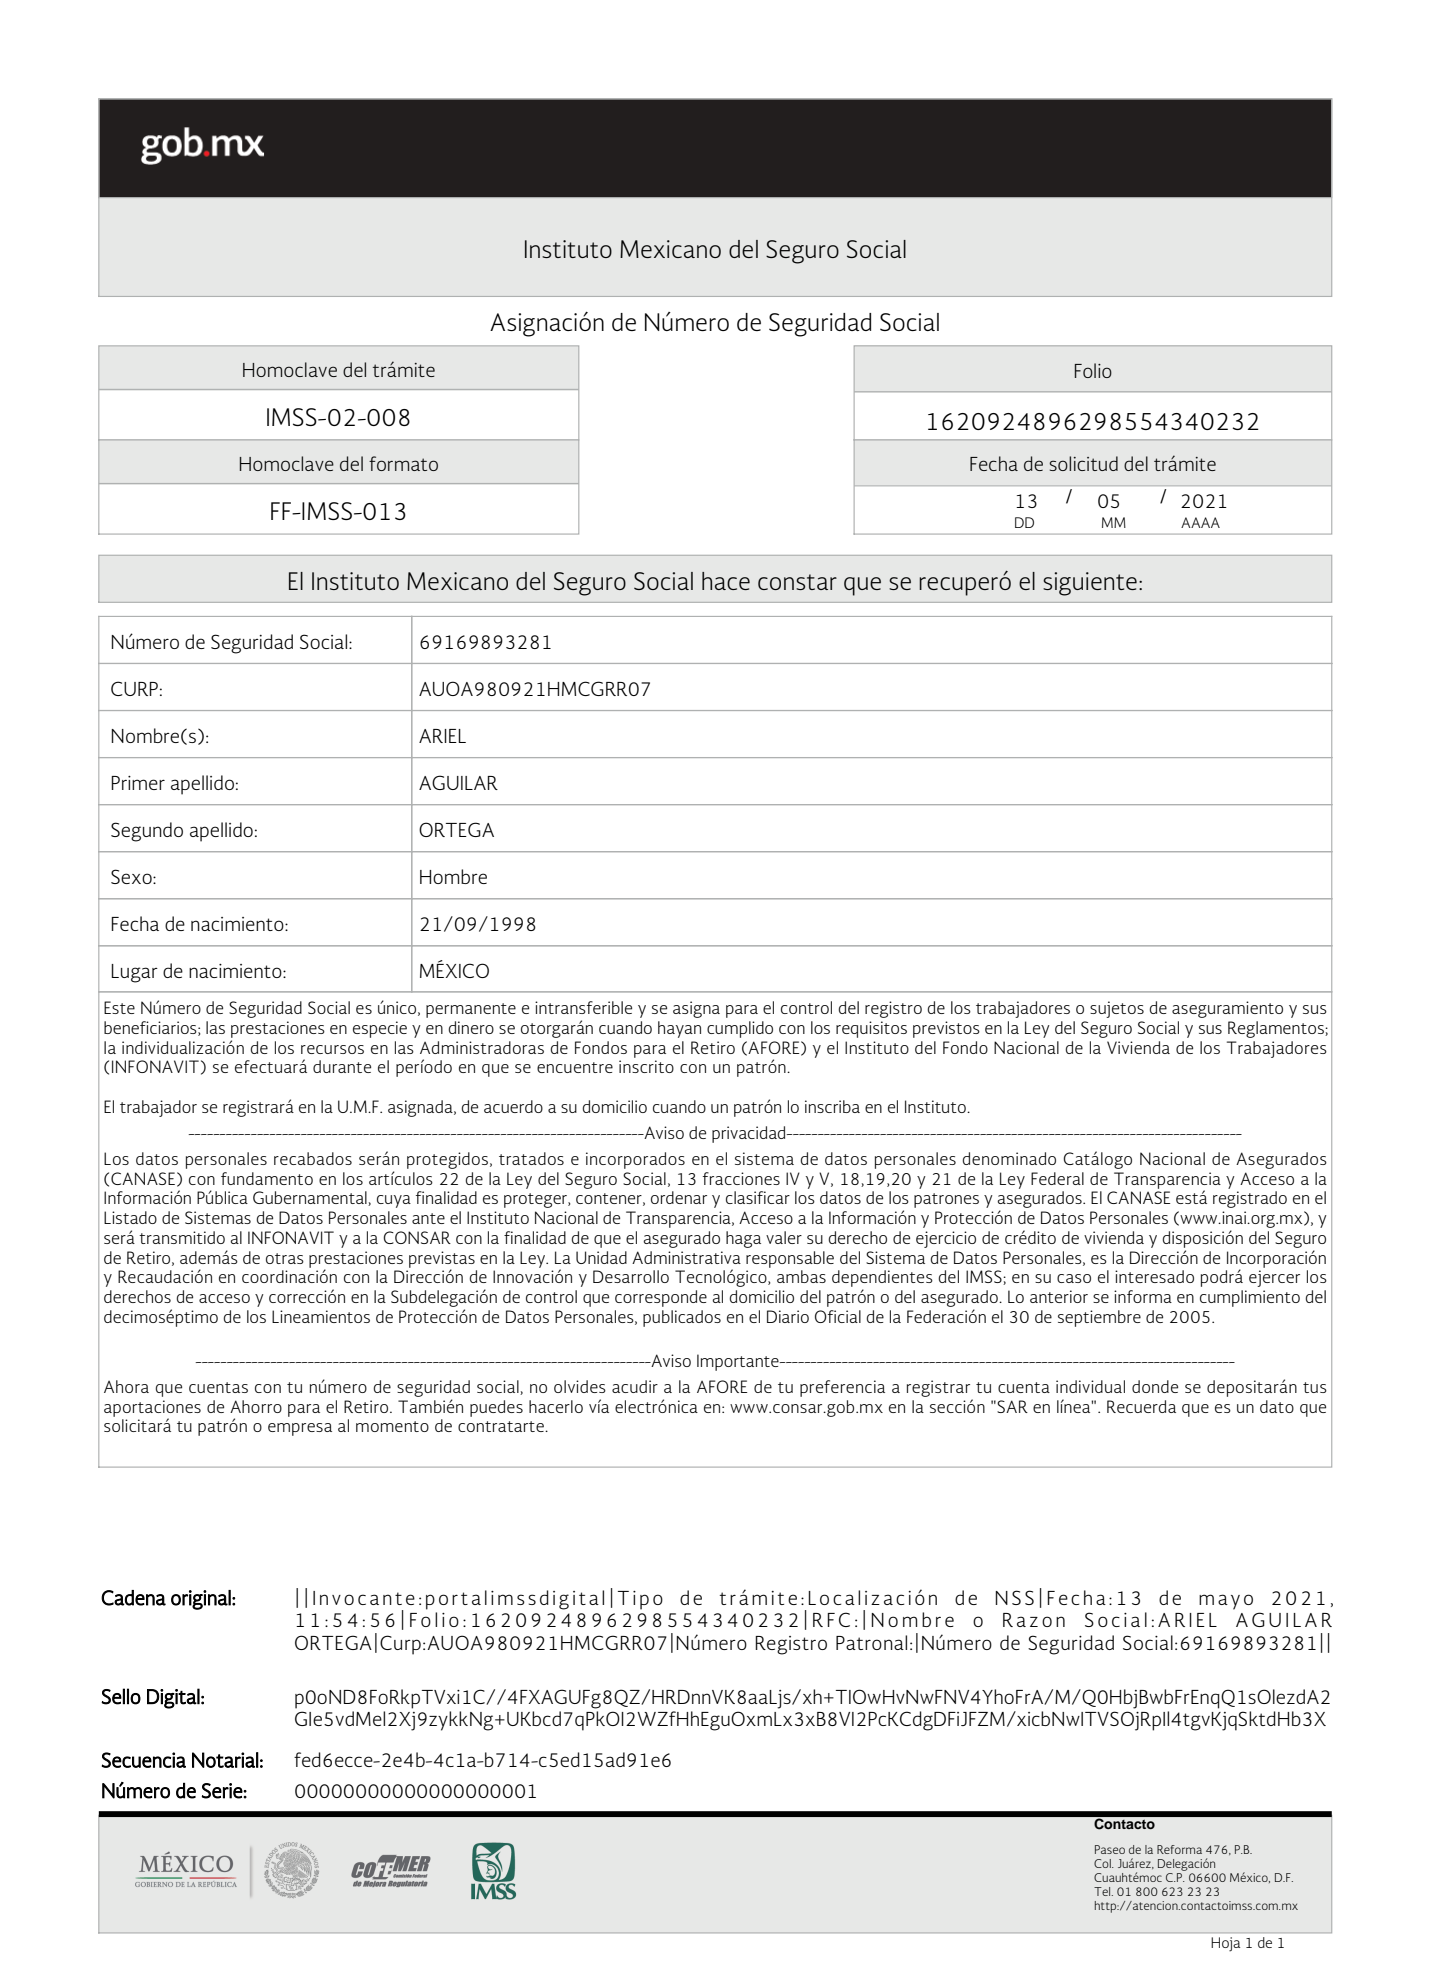 gob.mx
Instituto Mexicano del Seguro Social
Asignación de Número de Seguridad Social
Homoclave del trámite
IMSS-02-008
Homoclave del formato
FF-IMSS-013
Folio
1620924896298554340232
Fecha de solicitud del trámite
13 / 05 / 2021
DD MM AAAA
El Instituto Mexicano del Seguro Social hace constar que se recuperó el siguiente:
Número de Seguridad Social: 69169893281
CURP: AUOA980921HMCGRR07
Nombre(s): ARIEL
Primer apellido: AGUILAR
Segundo apellido: ORTEGA
Sexo: Hombre
Fecha de nacimiento: 21/09/1998
Lugar de nacimiento: MÉXICO
Este Número de Seguridad Social es único, permanente e intransferible y se asigna para el control del registro de los trabajadores o sujetos de aseguramiento y sus
beneficiarios; las prestaciones en especie y en dinero se otorgarán cuando hayan cumplido con los requisitos previstos en la Ley del Seguro Social y sus Reglamentos;
la individualización de los recursos en las Administradoras de Fondos para el Retiro (AFORE) y el Instituto del Fondo Nacional de la Vivienda de los Trabajadores
(INFONAVIT) se efectuará durante el período en que se encuentre inscrito con un patrón.
El trabajador se registrará en la U.M.F. asignada, de acuerdo a su domicilio cuando un patrón lo inscriba en el Instituto.
-------------------------------------------------------------------------Aviso de privacidad-------------------------------------------------------------------------
Los datos personales recabados serán protegidos, tratados e incorporados en el sistema de datos personales denominado Catálogo Nacional de Asegurados
(CANASE) con fundamento en los artículos 22 de la Ley del Seguro Social, 13 fracciones IV y V, 18,19,20 y 21 de la Ley Federal de Transparencia y Acceso a la
Información Pública Gubernamental, cuya finalidad es proteger, contener, ordenar y clasificar los datos de los patrones y asegurados. El CANASE está registrado en el
Listado de Sistemas de Datos Personales ante el Instituto Nacional de Transparencia, Acceso a la Información y Protección de Datos Personales (www.inai.org.mx), y
será transmitido al INFONAVIT y a la CONSAR con la finalidad de que el asegurado haga valer su derecho de ejercicio de crédito de vivienda y disposición del Seguro
de Retiro, además de otras prestaciones previstas en la Ley. La Unidad Administrativa responsable del Sistema de Datos Personales, es la Dirección de Incorporación
y Recaudación en coordinación con la Dirección de Innovación y Desarrollo Tecnológico, ambas dependientes del IMSS; en su caso el interesado podrá ejercer los
derechos de acceso y corrección en la Subdelegación de control que corresponde al domicilio del patrón o del asegurado. Lo anterior se informa en cumplimiento del
decimoséptimo de los Lineamientos de Protección de Datos Personales, publicados en el Diario Oficial de la Federación el 30 de septiembre de 2005.
-------------------------------------------------------------------------Aviso Importante-------------------------------------------------------------------------
Ahora que cuentas con tu número de seguridad social, no olvides acudir a la AFORE de tu preferencia a registrar tu cuenta individual donde se depositarán tus
aportaciones de Ahorro para el Retiro. También puedes hacerlo vía electrónica en: www.consar.gob.mx en la sección "SAR en línea". Recuerda que es un dato que
solicitará tu patrón o empresa al momento de contratarte.
Cadena original: ||Invocante:portalimssdigital|Tipo de trámite:Localización de NSS|Fecha:13 de mayo 2021,
11:54:56|Folio:1620924896298554340232|RFC:|Nombre o Razon Social:ARIEL AGUILAR
ORTEGA|Curp:AUOA980921HMCGRR07|Número Registro Patronal:|Número de Seguridad Social:69169893281||
Sello Digital: p0oND8FoRkpTVxi1C//4FXAGUFg8QZ/HRDnnVK8aaLjs/xh+TIOwHvNwFNV4YhoFrA/M/Q0HbjBwbFrEnqQ1sOlezdA2
GIe5vdMel2Xj9zykkNg+UKbcd7qPkOI2WZfHhEguOxmLx3xB8VI2PcKCdgDFiJFZM/xicbNwITVSOjRpIl4tgvKjqSktdHb3X
Secuencia Notarial: fed6ecce-2e4b-4c1a-b714-c5ed15ad91e6
Número de Serie: 00000000000000000001
MÉXICO
GOBIERNO DE LA REPÚBLICA
ESTADOS UNIDOS MEXICANOS
COFEMER
Comisión Federal
de Mejora Regulatoria
IMSS
Contacto
Paseo de la Reforma 476, P.B.
Col. Juárez, Delegación
Cuauhtémoc C.P. 06600 México, D.F.
Tel. 01 800 623 23 23
http://atencion.contactoimss.com.mx
Hoja 1 de 1